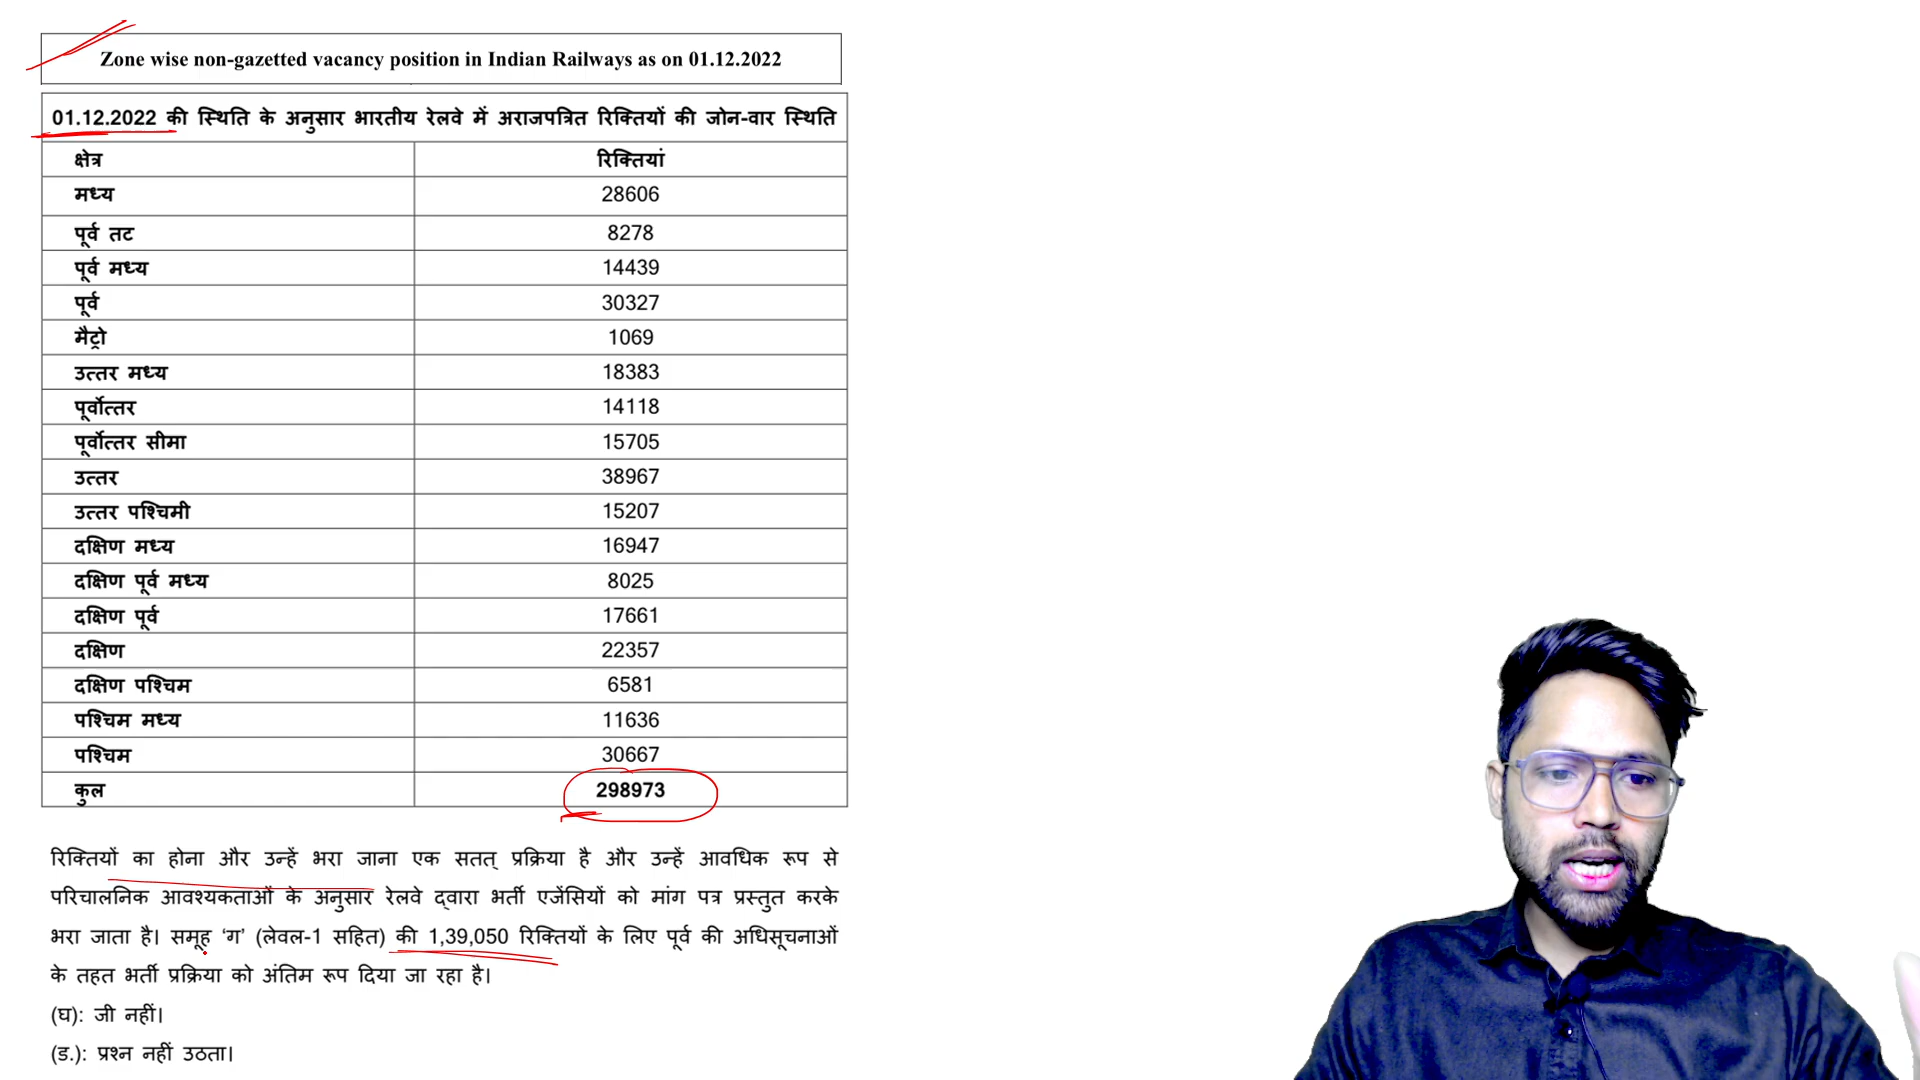 Zone wise non-gazetted vacancy position in Indian Railways as on 01.12.2022
01.12.2022 की स्थिति के अनुसार भारतीय रेलवे में अराजपत्रित रिक्तियों की जोन-वार स्थिति
क्षेत्र रिक्तियां
मध्य 28606
पूर्व तट 8278
पूर्व मध्य 14439
पूर्व 30327
मैट्रो 1069
उत्तर मध्य 18383
पूर्वोत्तर 14118
पूर्वोत्तर सीमा 15705
उत्तर 38967
उत्तर पश्चिमी 15207
दक्षिण मध्य 16947
दक्षिण पूर्व मध्य 8025
दक्षिण पूर्व 17661
दक्षिण 22357
दक्षिण पश्चिम 6581
पश्चिम मध्य 11636
पश्चिम 30667
कुल 298973
रिक्तियों का होना और उन्हें भरा जाना एक सतत् प्रक्रिया है और उन्हें आवधिक रूप से
परिचालनिक आवश्यकताओं के अनुसार रेलवे द्वारा भर्ती एजेंसियों को मांग पत्र प्रस्तुत करके
भरा जाता है। समूह ‘ग’ (लेवल-1 सहित) की 1,39,050 रिक्तियों के लिए पूर्व की अधिसूचनाओं
के तहत भर्ती प्रक्रिया को अंतिम रूप दिया जा रहा है।
(घ): जी नहीं।
(ड.): प्रश्न नहीं उठता।